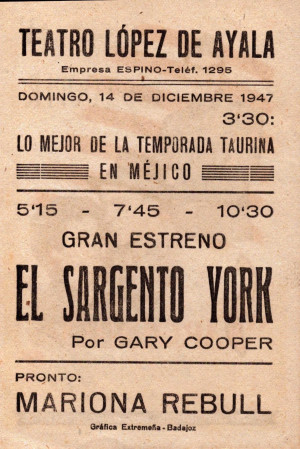 TEATRO LÓPEZ DE AYALA
Empresa ESPINO-Teléf. 1295
DOMINGO, 14 DE DICIEMBRE 1947
3'30:
LO MEJOR DE LA TEMPORADA TAURINA
EN MÉJICO
5'15 - 7'45 - 10'30
GRAN ESTRENO
EL SARGENTO YORK
Por GARY COOPER
PRONTO:
MARIONA REBULL
Gráfica Extremeña - Badajoz